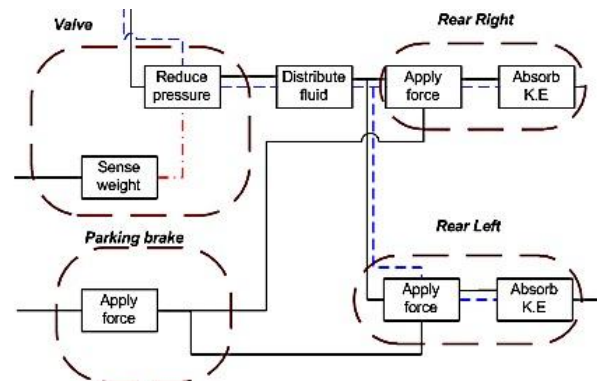 Valve
Rear Right
Reduce
pressure
Distribute
fluid
Apply
force
Absorb
K.E
Sense
weight
Parking brake
Rear Left
Apply
force
Apply
force
Absorb
K.E